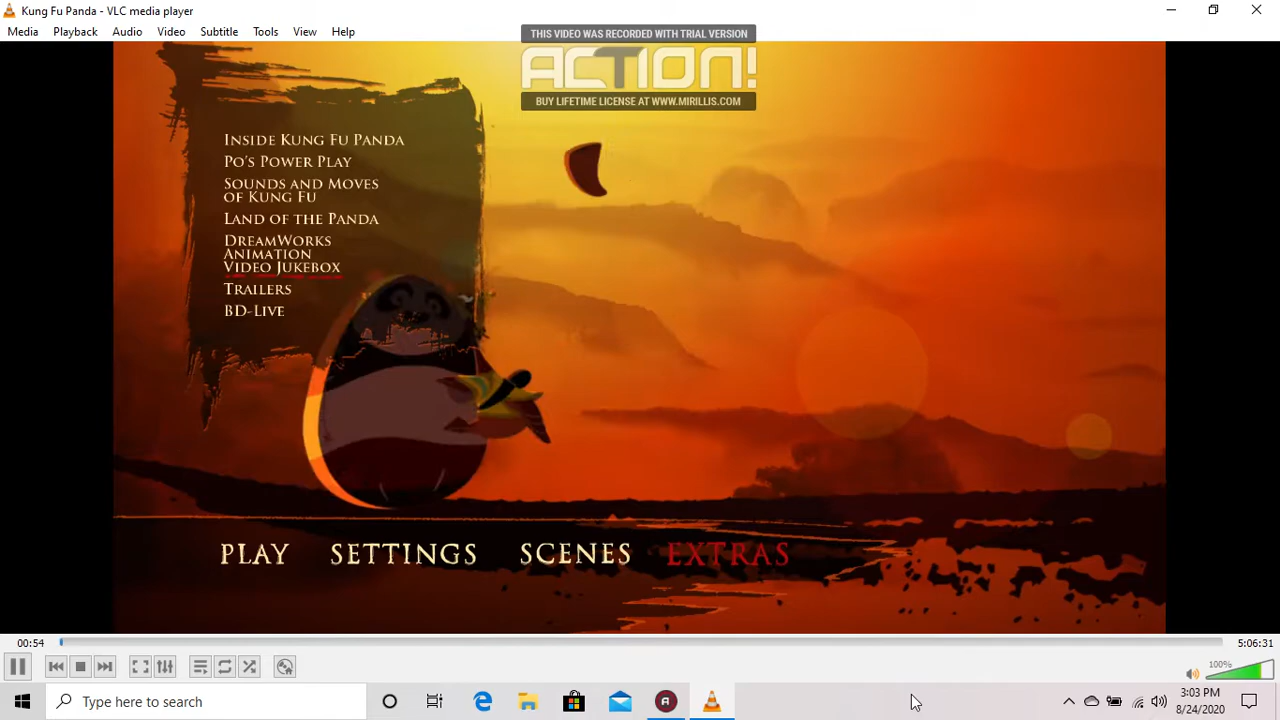 Kung Fu Panda - VLC media player
Media Playback Audio Video Subtitle Tools View Help
THIS VIDEO WAS RECORDED WITH TRIAL VERSION
ACTION!
BUY LIFETIME LICENSE AT WWW.MIRILLIS.COM
INSIDE KUNG FU PANDA
PO'S POWER PLAY
SOUNDS AND MOVES
OF KUNG FU
LAND OF THE PANDA
DREAMWORKS
ANIMATION
VIDEO JUKEBOX
TRAILERS
BD-LIVE
PLAY SETTINGS SCENES EXTRAS
00:54 5:06:31
100%
Type here to search
3:03 PM
8/24/2020